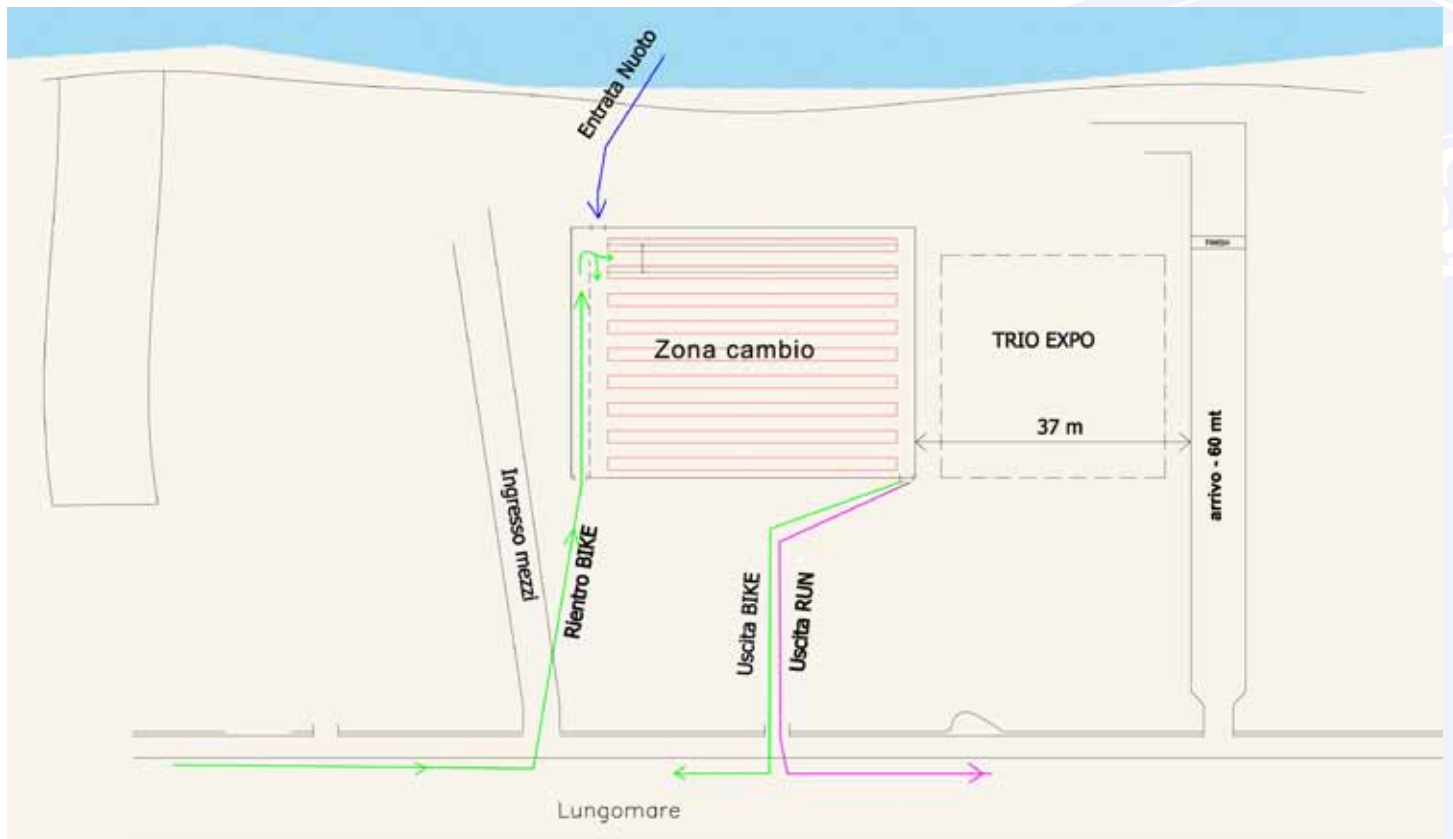 Entrata Nuoto
FINISH
Zona cambio
TRIO EXPO
37 m
arrivo - 60 mt
Ingresso mezzi
Rientro BIKE
Uscita BIKE
Uscita RUN
Lungomare